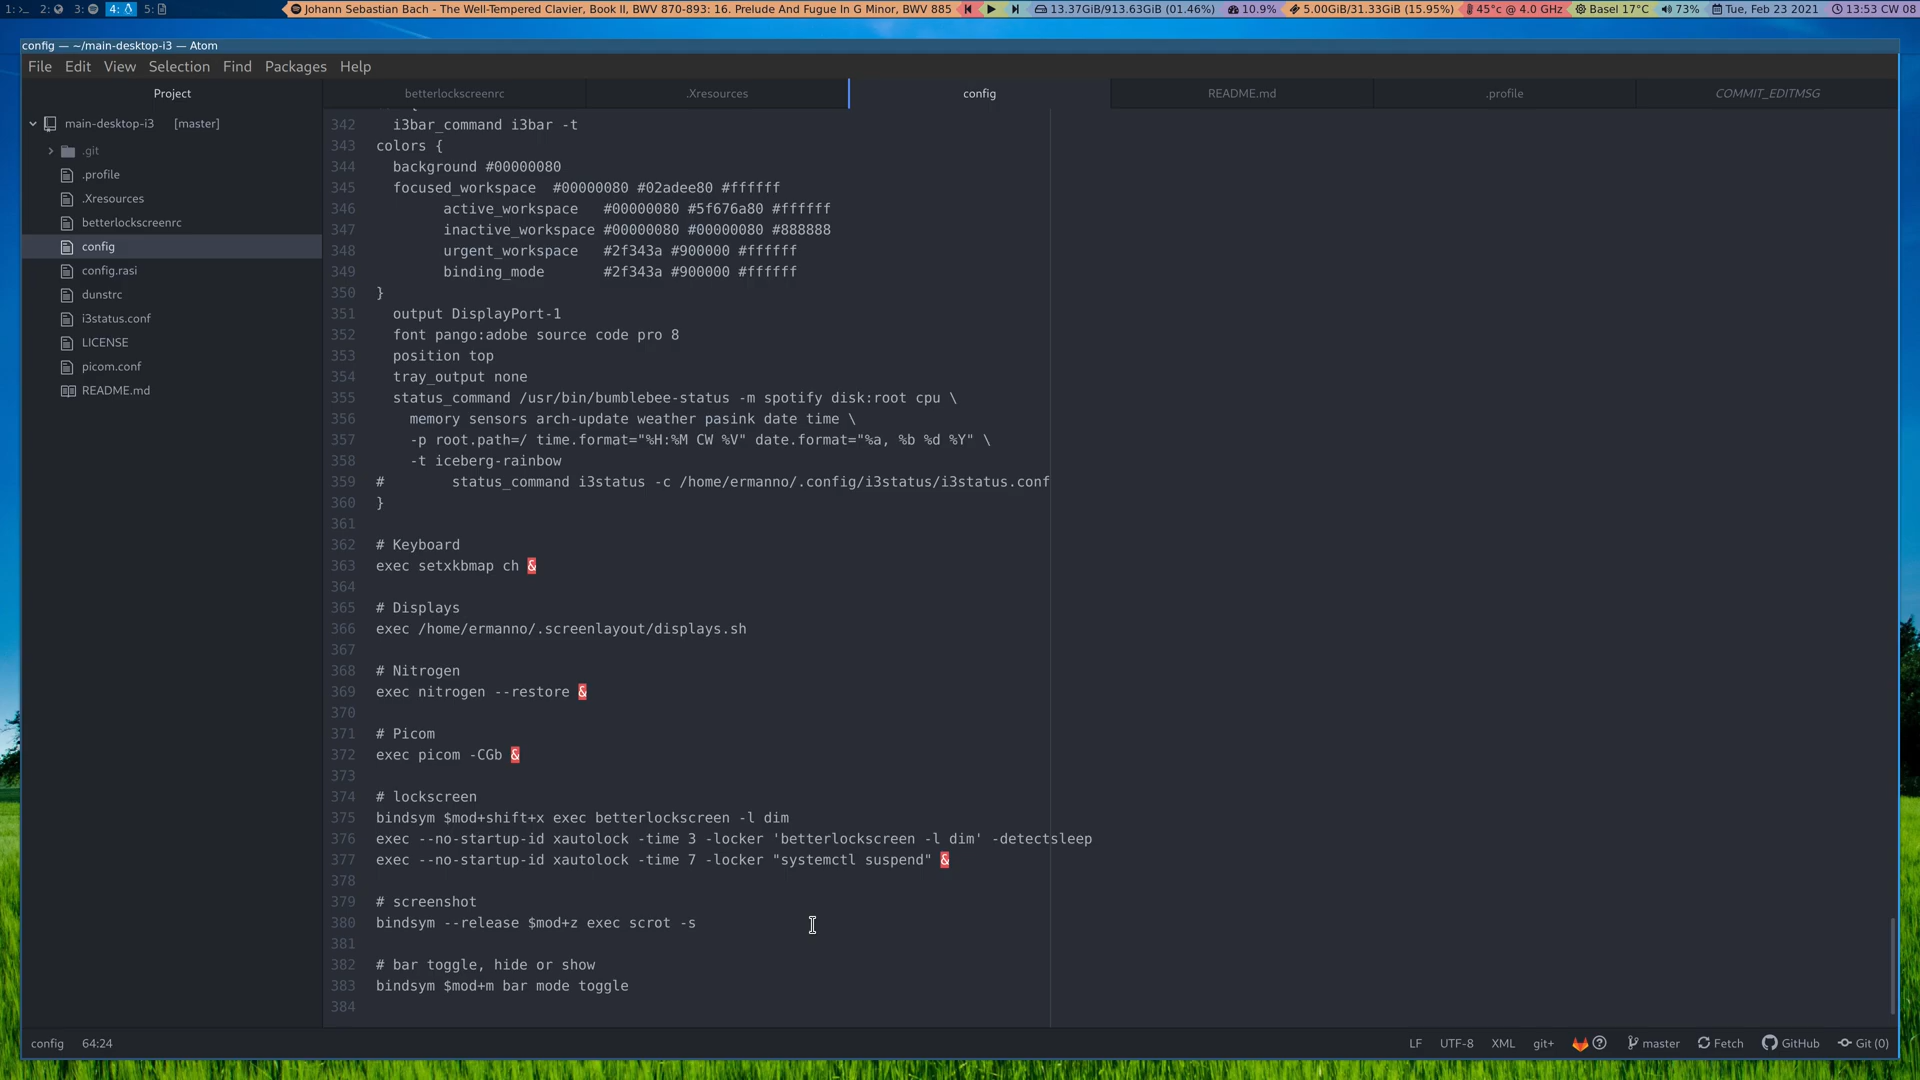 1: 2: 3: 4: 5: Johann Sebastian Bach - The Well-Tempered Clavier, Book II, BWV 870-893: 16. Prelude And Fugue In G Minor, BWV 885 13.37GiB/913.63GiB (01.46%) 10.9% 5.00GiB/31.33GiB (15.95%) 45°c @ 4.0 GHz Basel 17°C 73% Tue, Feb 23 2021 13:53 CW 08
config — ~/main-desktop-i3 — Atom
File Edit View Selection Find Packages Help
Project
betterlockscreenrc .Xresources config README.md .profile COMMIT_EDITMSG
main-desktop-i3 [master]
.git
.profile
.Xresources
betterlockscreenrc
config
config.rasi
dunstrc
i3status.conf
LICENSE
picom.conf
README.md
342 i3bar_command i3bar -t
343 colors {
344 background #00000080
345 focused_workspace #00000080 #02adee80 #ffffff
346 active_workspace #00000080 #5f676a80 #ffffff
347 inactive_workspace #00000080 #00000080 #888888
348 urgent_workspace #2f343a #900000 #ffffff
349 binding_mode #2f343a #900000 #ffffff
350 }
351 output DisplayPort-1
352 font pango:adobe source code pro 8
353 position top
354 tray_output none
355 status_command /usr/bin/bumblebee-status -m spotify disk:root cpu \
356 memory sensors arch-update weather pasink date time \
357 -p root.path=/ time.format="%H:%M CW %V" date.format="%a, %b %d %Y" \
358 -t iceberg-rainbow
359 # status_command i3status -c /home/ermanno/.config/i3status/i3status.conf
360 }
361
362 # Keyboard
363 exec setxkbmap ch &
364
365 # Displays
366 exec /home/ermanno/.screenlayout/displays.sh
367
368 # Nitrogen
369 exec nitrogen --restore &
370
371 # Picom
372 exec picom -CGb &
373
374 # lockscreen
375 bindsym $mod+shift+x exec betterlockscreen -l dim
376 exec --no-startup-id xautolock -time 3 -locker 'betterlockscreen -l dim' -detectsleep
377 exec --no-startup-id xautolock -time 7 -locker "systemctl suspend" &
378
379 # screenshot
380 bindsym --release $mod+z exec scrot -s
381
382 # bar toggle, hide or show
383 bindsym $mod+m bar mode toggle
384
config 64:24 LF UTF-8 XML git+ master Fetch GitHub Git (0)